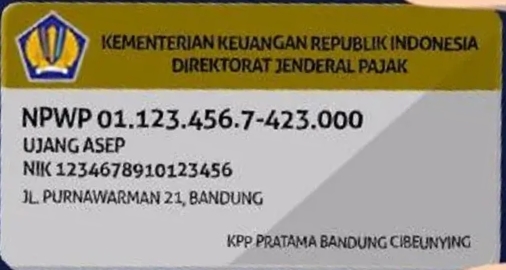 KEMENTERIAN KEUANGAN REPUBLIK INDONESIA
DIREKTORAT JENDERAL PAJAK
NPWP 01.123.456.7-423.000
UJANG ASEP
NIK 1234678910123456
JL. PURNAWARMAN 21, BANDUNG
KPP PRATAMA BANDUNG CIBEUNYING